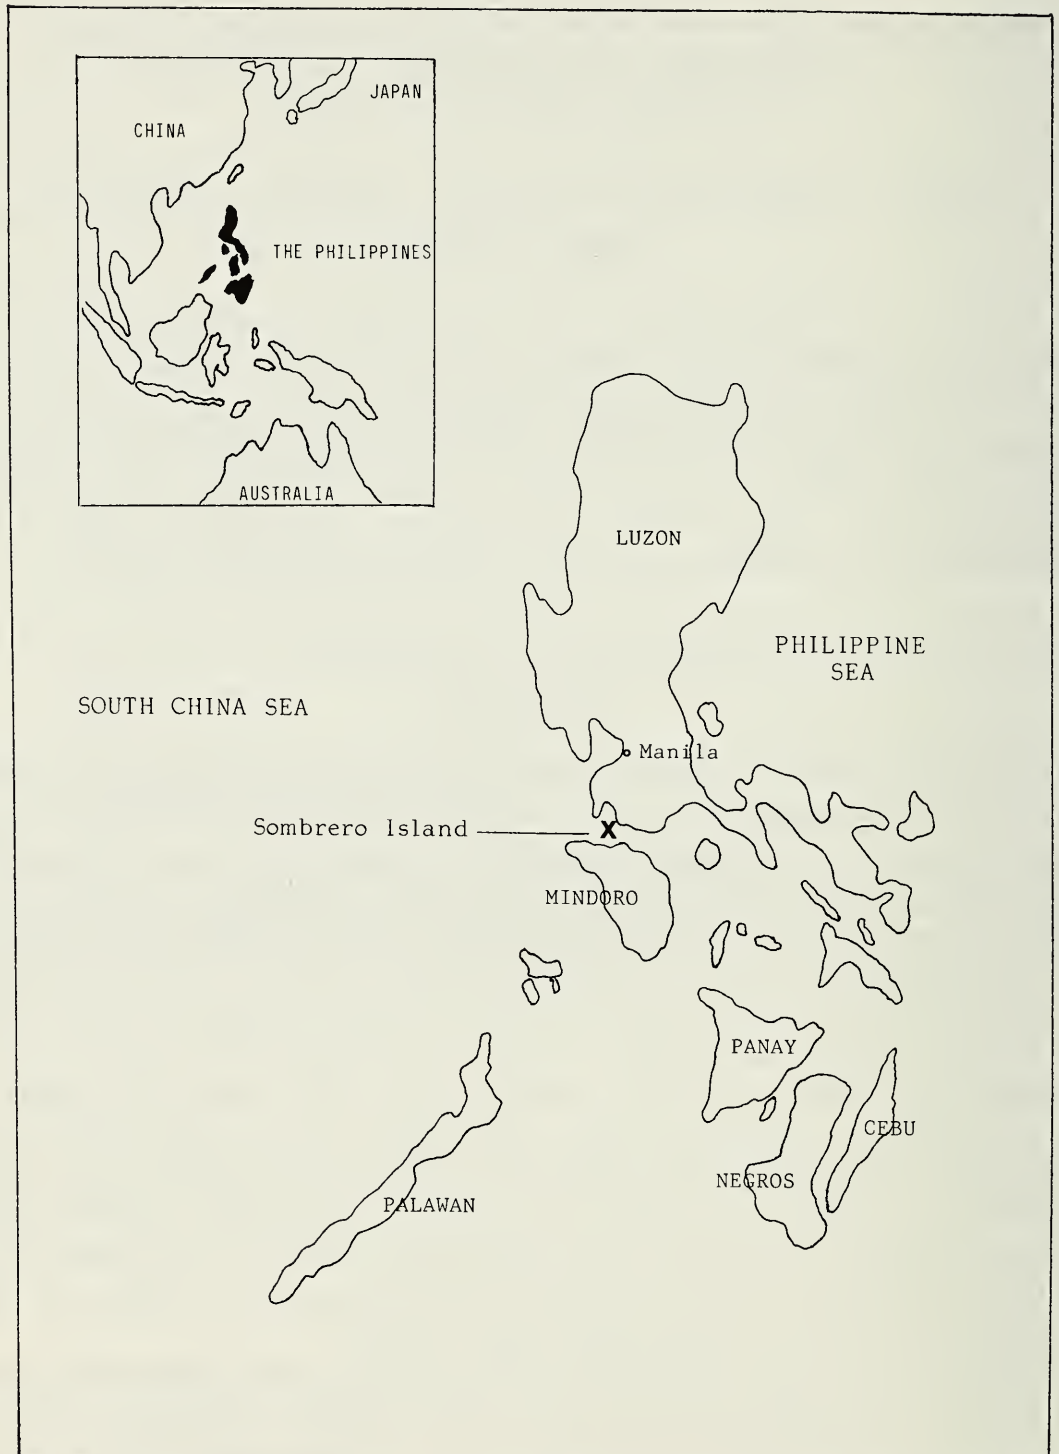 JAPAN
CHINA
THE PHILIPPINES
AUSTRALIA
LUZON
PHILIPPINE
SEA
SOUTH CHINA SEA
Manila
Sombrero Island
X
MINDORO
PANAY
CEBU
NEGROS
PALAWAN